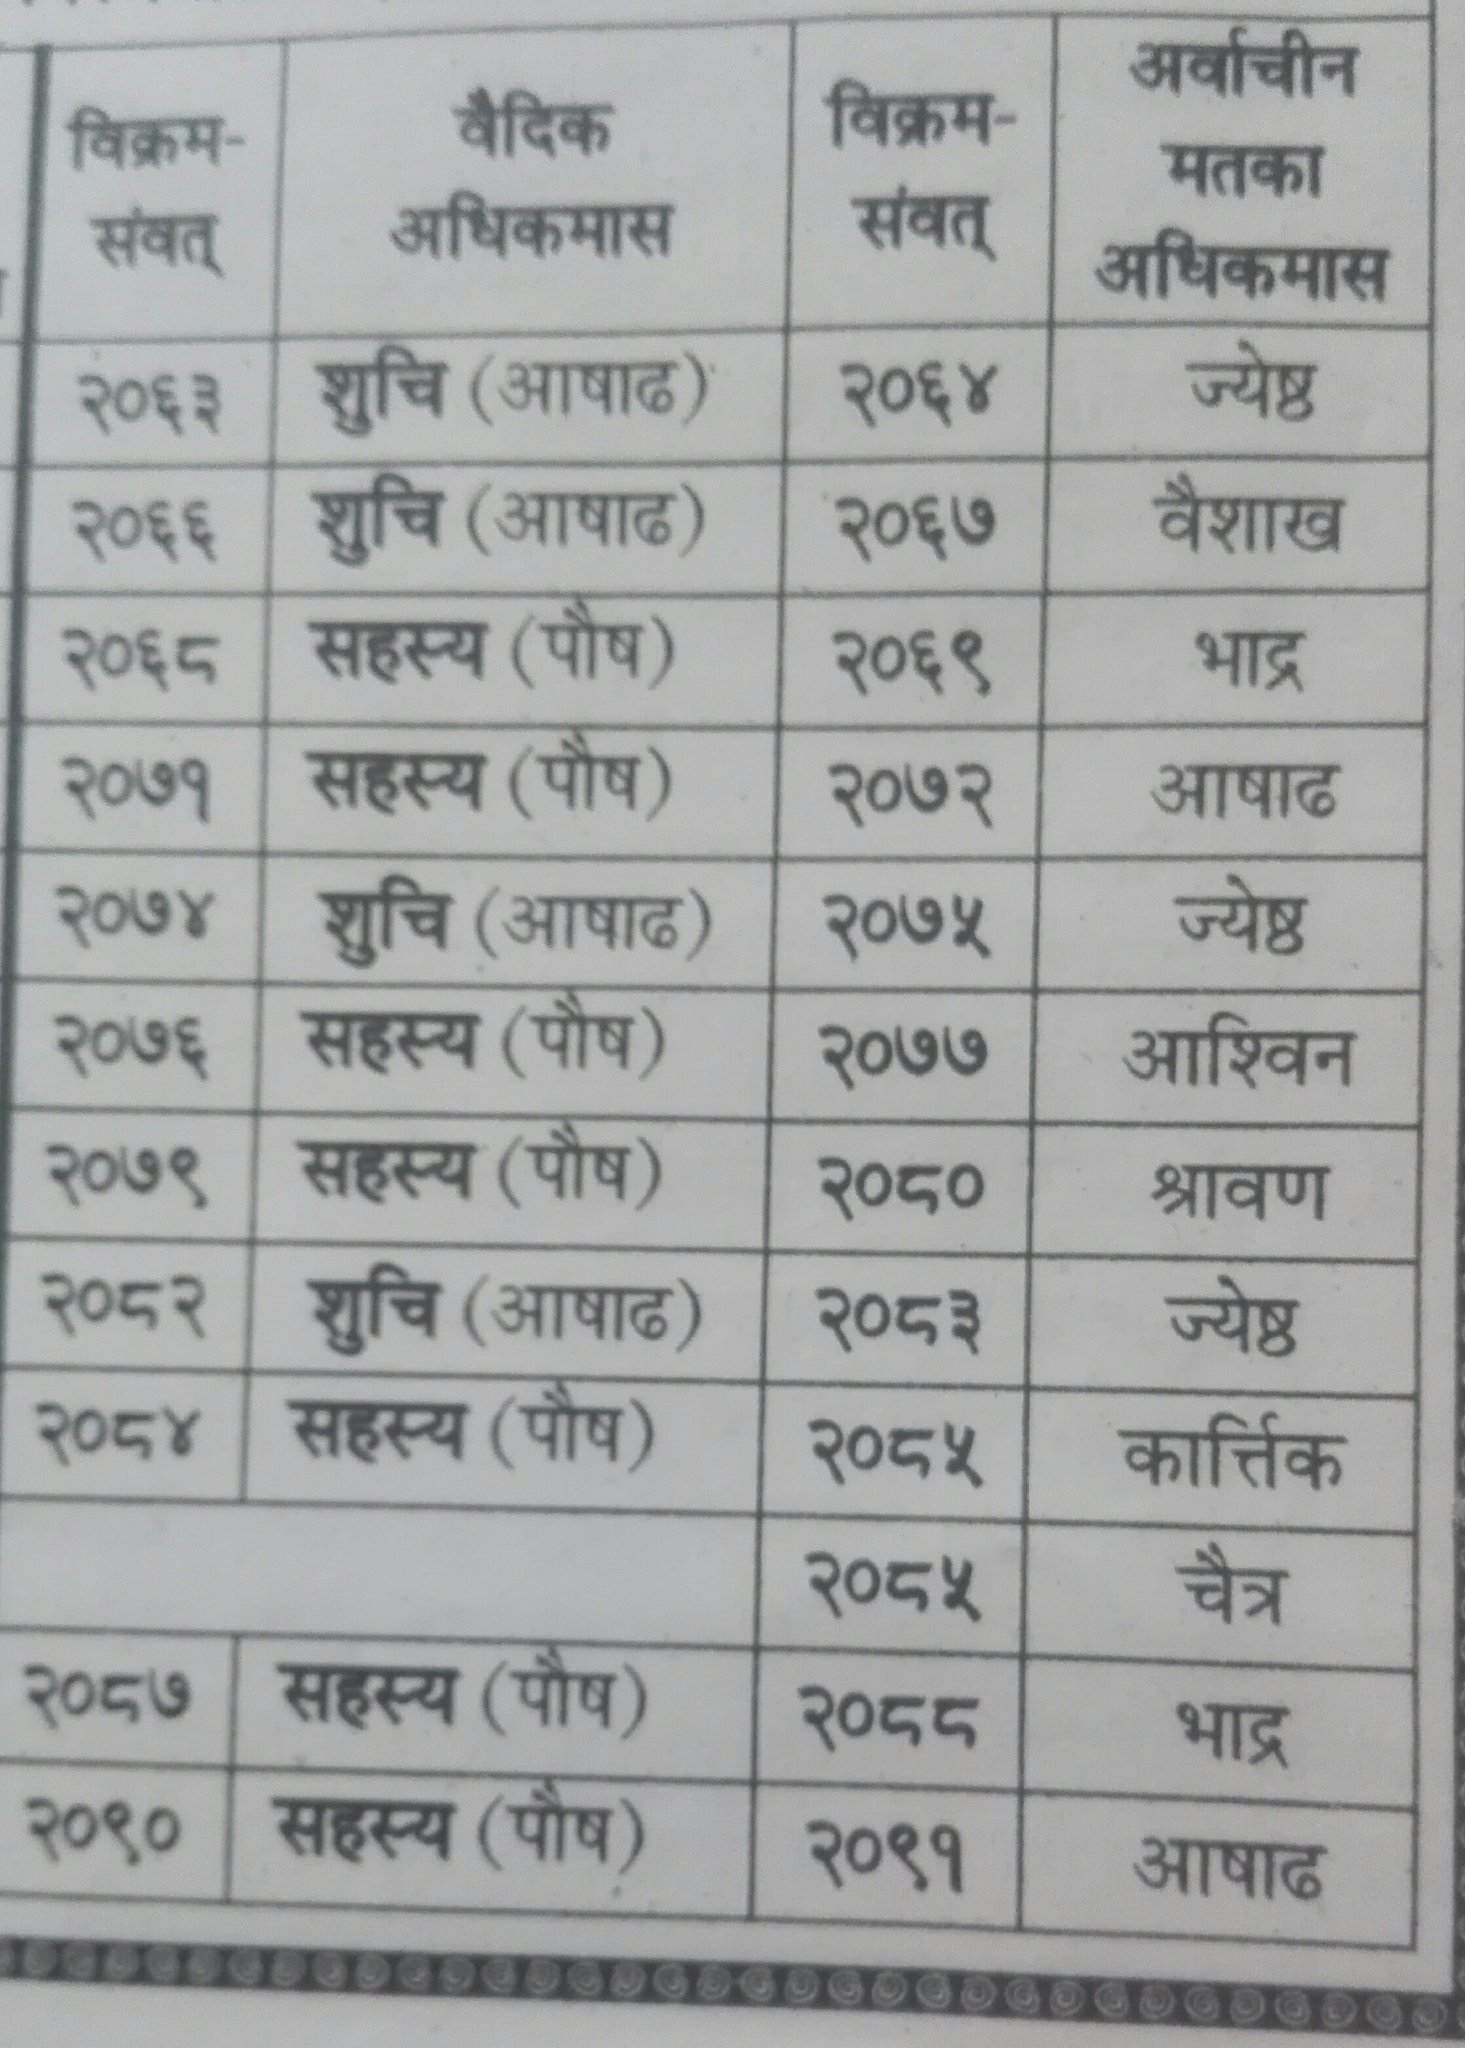 विक्रम-संवत् वैदिक अधिकमास विक्रम-संवत् अर्वाचीन मतका अधिकमास
२०६३ शुचि (आषाढ) २०६४ ज्येष्ठ
२०६६ शुचि (आषाढ) २०६७ वैशाख
२०६८ सहस्य (पौष) २०६९ भाद्र
२०७१ सहस्य (पौष) २०७२ आषाढ
२०७४ शुचि (आषाढ) २०७५ ज्येष्ठ
२०७६ सहस्य (पौष) २०७७ आश्विन
२०७९ सहस्य (पौष) २०८० श्रावण
२०८२ शुचि (आषाढ) २०८३ ज्येष्ठ
२०८४ सहस्य (पौष) २०८५ कार्त्तिक
२०८५ चैत्र
२०८७ सहस्य (पौष) २०८८ भाद्र
२०९० सहस्य (पौष) २०९१ आषाढ